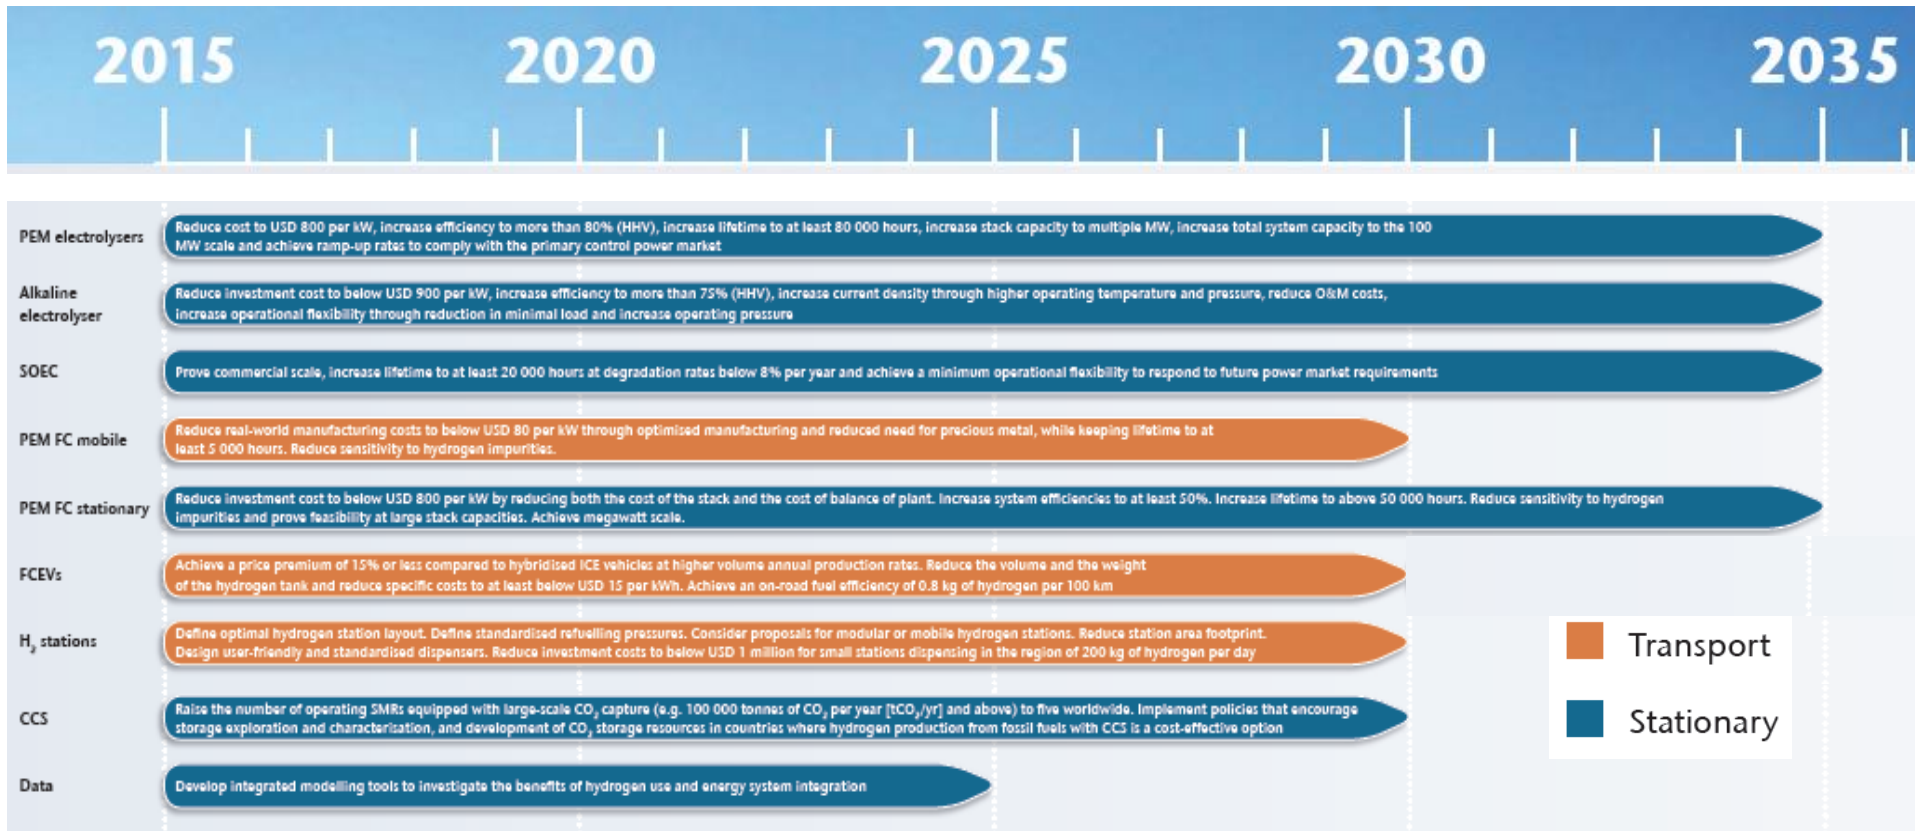 2015 2020 2025 2030 2035
PEM electrolysers
Reduce cost to USD 800 per kW, increase efficiency to more than 80% (HHV), increase lifetime to at least 80 000 hours, increase stack capacity to multiple MW, increase total system capacity to the 100
MW scale and achieve ramp-up rates to comply with the primary control power market
Alkaline
electrolyser
Reduce investment cost to below USD 900 per kW, increase efficiency to more than 75% (HHV), increase current density through higher operating temperature and pressure, reduce O&M costs,
increase operational flexibility through reduction in minimal load and increase operating pressure
SOEC
Prove commercial scale, increase lifetime to at least 20 000 hours at degradation rates below 8% per year and achieve a minimum operational flexibility to respond to future power market requirements
PEM FC mobile
Reduce real-world manufacturing costs to below USD 80 per kW through optimised manufacturing and reduced need for precious metal, while keeping lifetime to at
least 5 000 hours. Reduce sensitivity to hydrogen impurities.
PEM FC stationary
Reduce investment cost to below USD 800 per kW by reducing both the cost of the stack and the cost of balance of plant. Increase system efficiencies to at least 50%. Increase lifetime to above 50 000 hours. Reduce sensitivity to hydrogen
impurities and prove feasibility at large stack capacities. Achieve megawatt scale.
FCEVs
Achieve a price premium of 15% or less compared to hybridised ICE vehicles at higher volume annual production rates. Reduce the volume and the weight
of the hydrogen tank and reduce specific costs to at least below USD 15 per kWh. Achieve an on-road fuel efficiency of 0.8 kg of hydrogen per 100 km
H₂ stations
Define optimal hydrogen station layout. Define standardised refuelling pressures. Consider proposals for modular or mobile hydrogen stations. Reduce station area footprint.
Design user-friendly and standardised dispensers. Reduce investment costs to below USD 1 million for small stations dispensing in the region of 200 kg of hydrogen per day
CCS
Raise the number of operating SMRs equipped with large-scale CO₂ capture (e.g. 100 000 tonnes of CO₂ per year [tCO₂/yr] and above) to five worldwide. Implement policies that encourage
storage exploration and characterisation, and development of CO₂ storage resources in countries where hydrogen production from fossil fuels with CCS is a cost-effective option
Data
Develop integrated modelling tools to investigate the benefits of hydrogen use and energy system integration
Transport
Stationary